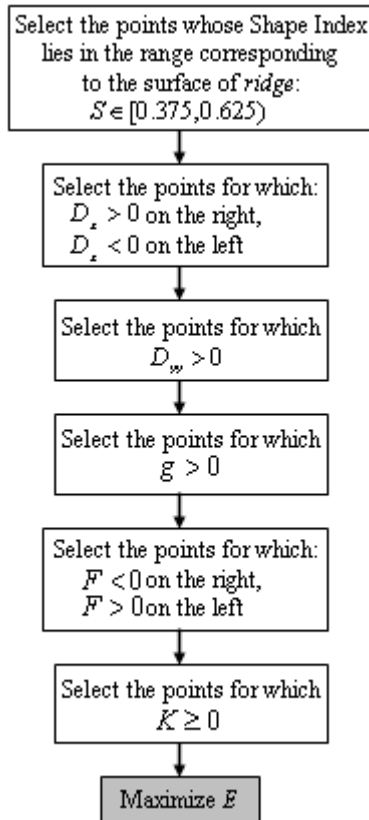 Select the points whose Shape Index
lies in the range corresponding
to the surface of ridge:
S ∈ [0.375,0.625)
Select the points for which:
D_x > 0 on the right,
D_x < 0 on the left
Select the points for which
D_yy > 0
Select the points for which
g > 0
Select the points for which:
F < 0 on the right,
F > 0 on the left
Select the points for which
K ≥ 0
Maximize E